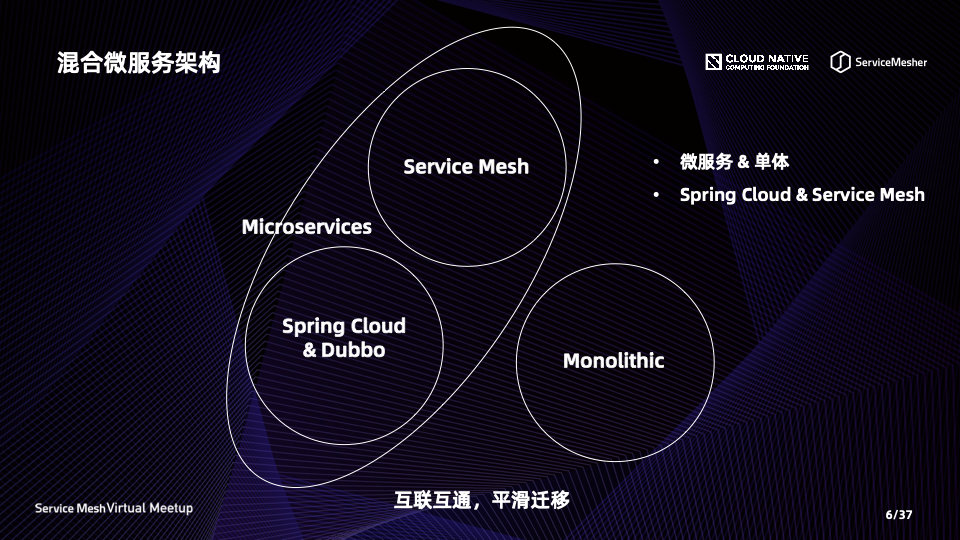 混合微服务架构
CLOUD NATIVE
COMPUTING FOUNDATION
ServiceMesher
Service Mesh
• 微服务 & 单体
• Spring Cloud & Service Mesh
Microservices
Spring Cloud
& Dubbo
Monolithic
互联互通，平滑迁移
Service Mesh Virtual Meetup
6/37